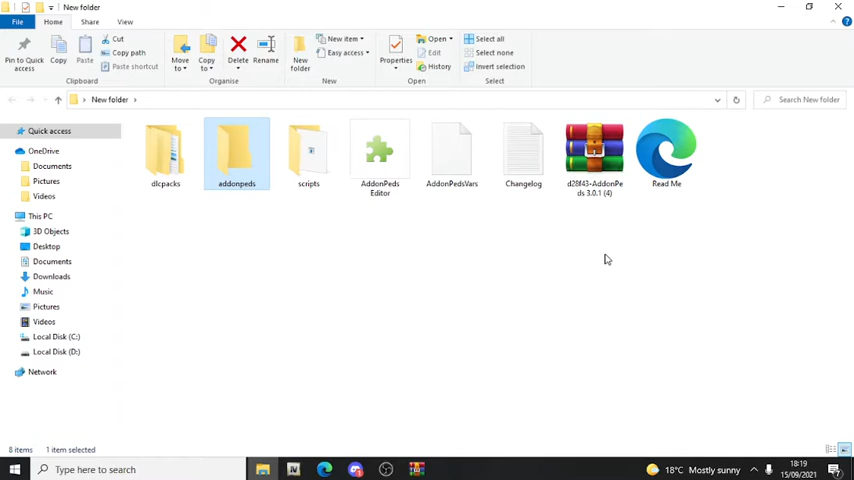 New folder
File
Home
Share
View
Pin to Quick
access
Copy
Paste
Cut
Copy path
Paste shortcut
Clipboard
Move
to
Copy
to
Delete
Rename
Organise
New
folder
New item
Easy access
New
Properties
Open
Edit
History
Open
Select all
Select none
Invert selection
Select
New folder
Search New folder
Quick access
OneDrive
Documents
Pictures
Videos
This PC
3D Objects
Desktop
Documents
Downloads
Music
Pictures
Videos
Local Disk (C:)
Local Disk (D:)
Network
dlcpacks
addonpeds
scripts
AddonPeds
Editor
AddonPedsVars
Changelog
d28f43-AddonPe
ds 3.0.1 (4)
Read Me
8 items
1 item selected
Type here to search
IV
18°C Mostly sunny
18:19
15/09/2021
7